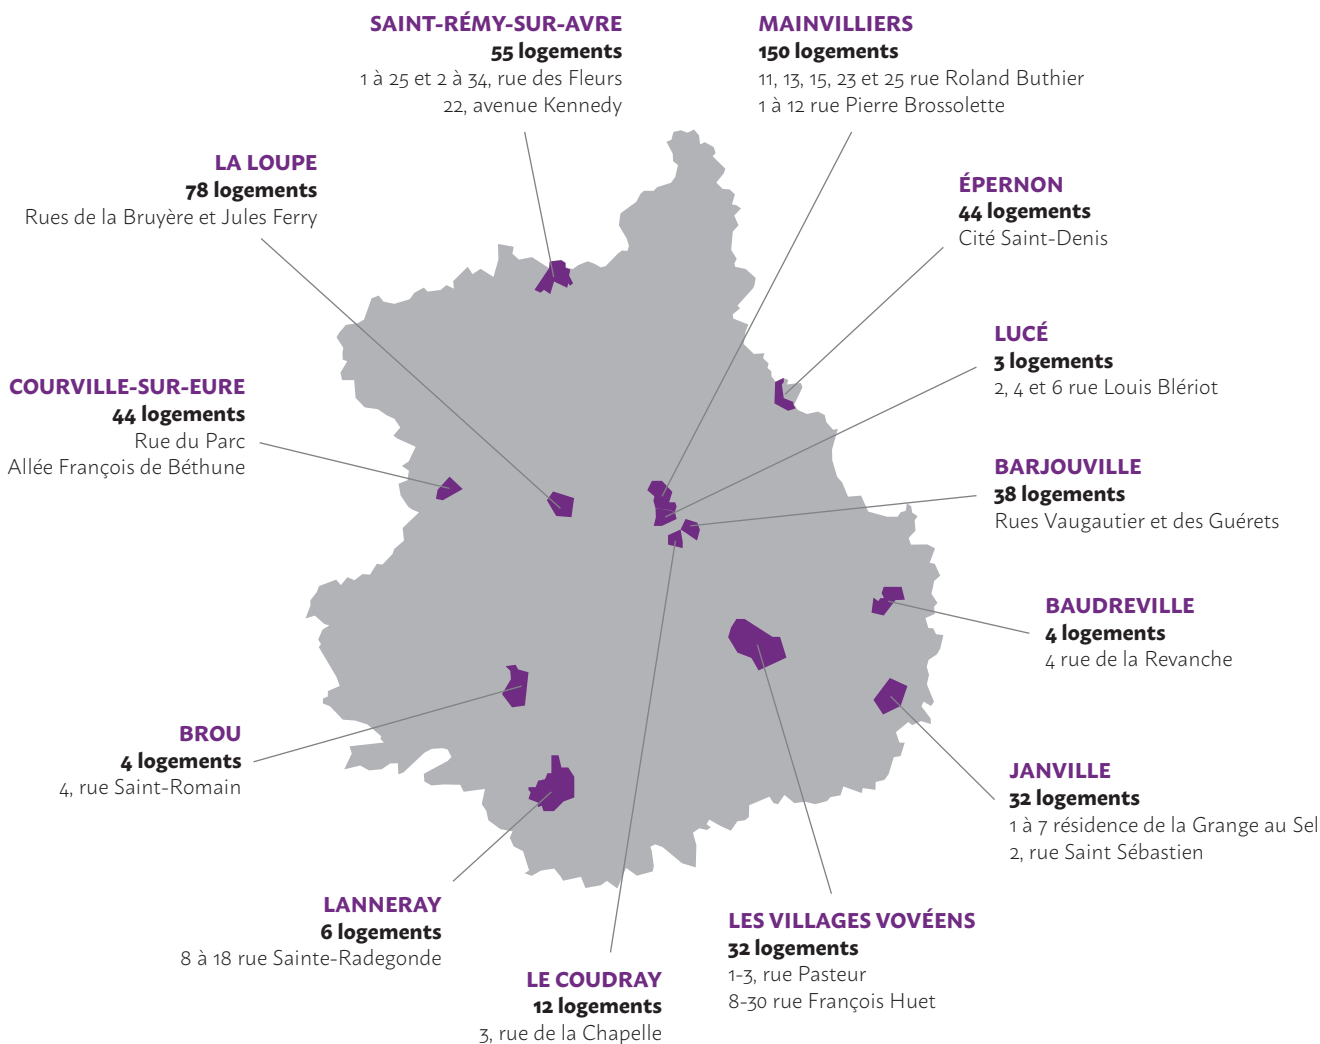 SAINT-RÉMY-SUR-AVRE
55 logements
1 à 25 et 2 à 34, rue des Fleurs
22, avenue Kennedy
MAINVILLIERS
150 logements
11, 13, 15, 23 et 25 rue Roland Buthier
1 à 12 rue Pierre Brossolette
LA LOUPE
78 logements
Rues de la Bruyère et Jules Ferry
ÉPERNON
44 logements
Cité Saint-Denis
LUCÉ
3 logements
2, 4 et 6 rue Louis Blériot
COURVILLE-SUR-EURE
44 logements
Rue du Parc
Allée François de Béthune
BARJOUVILLE
38 logements
Rues Vaugautier et des Guérets
BAUDREVILLE
4 logements
4 rue de la Revanche
BROU
4 logements
4, rue Saint-Romain
JANVILLE
32 logements
1 à 7 résidence de la Grange au Sel
2, rue Saint Sébastien
LANNERAY
6 logements
8 à 18 rue Sainte-Radegonde
LES VILLAGES VOVÉENS
32 logements
1-3, rue Pasteur
8-30 rue François Huet
LE COUDRAY
12 logements
3, rue de la Chapelle